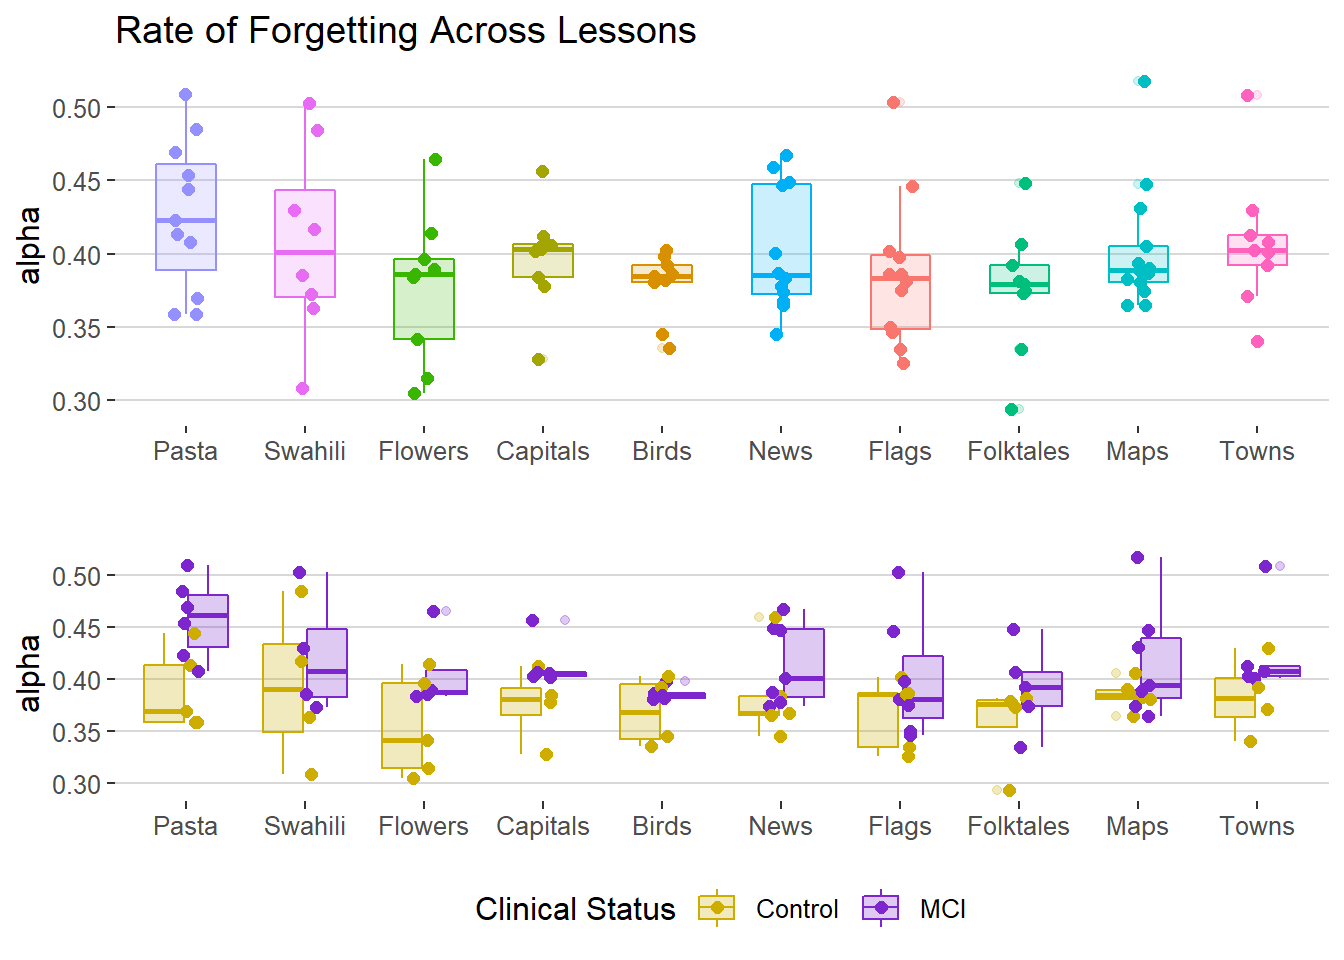 Rate of Forgetting Across Lessons
alpha
0.50
0.45
0.40
0.35
0.30
Pasta Swahili Flowers Capitals Birds News Flags Folktales Maps Towns
alpha
0.50
0.45
0.40
0.35
0.30
Pasta Swahili Flowers Capitals Birds News Flags Folktales Maps Towns
Clinical Status Control MCI